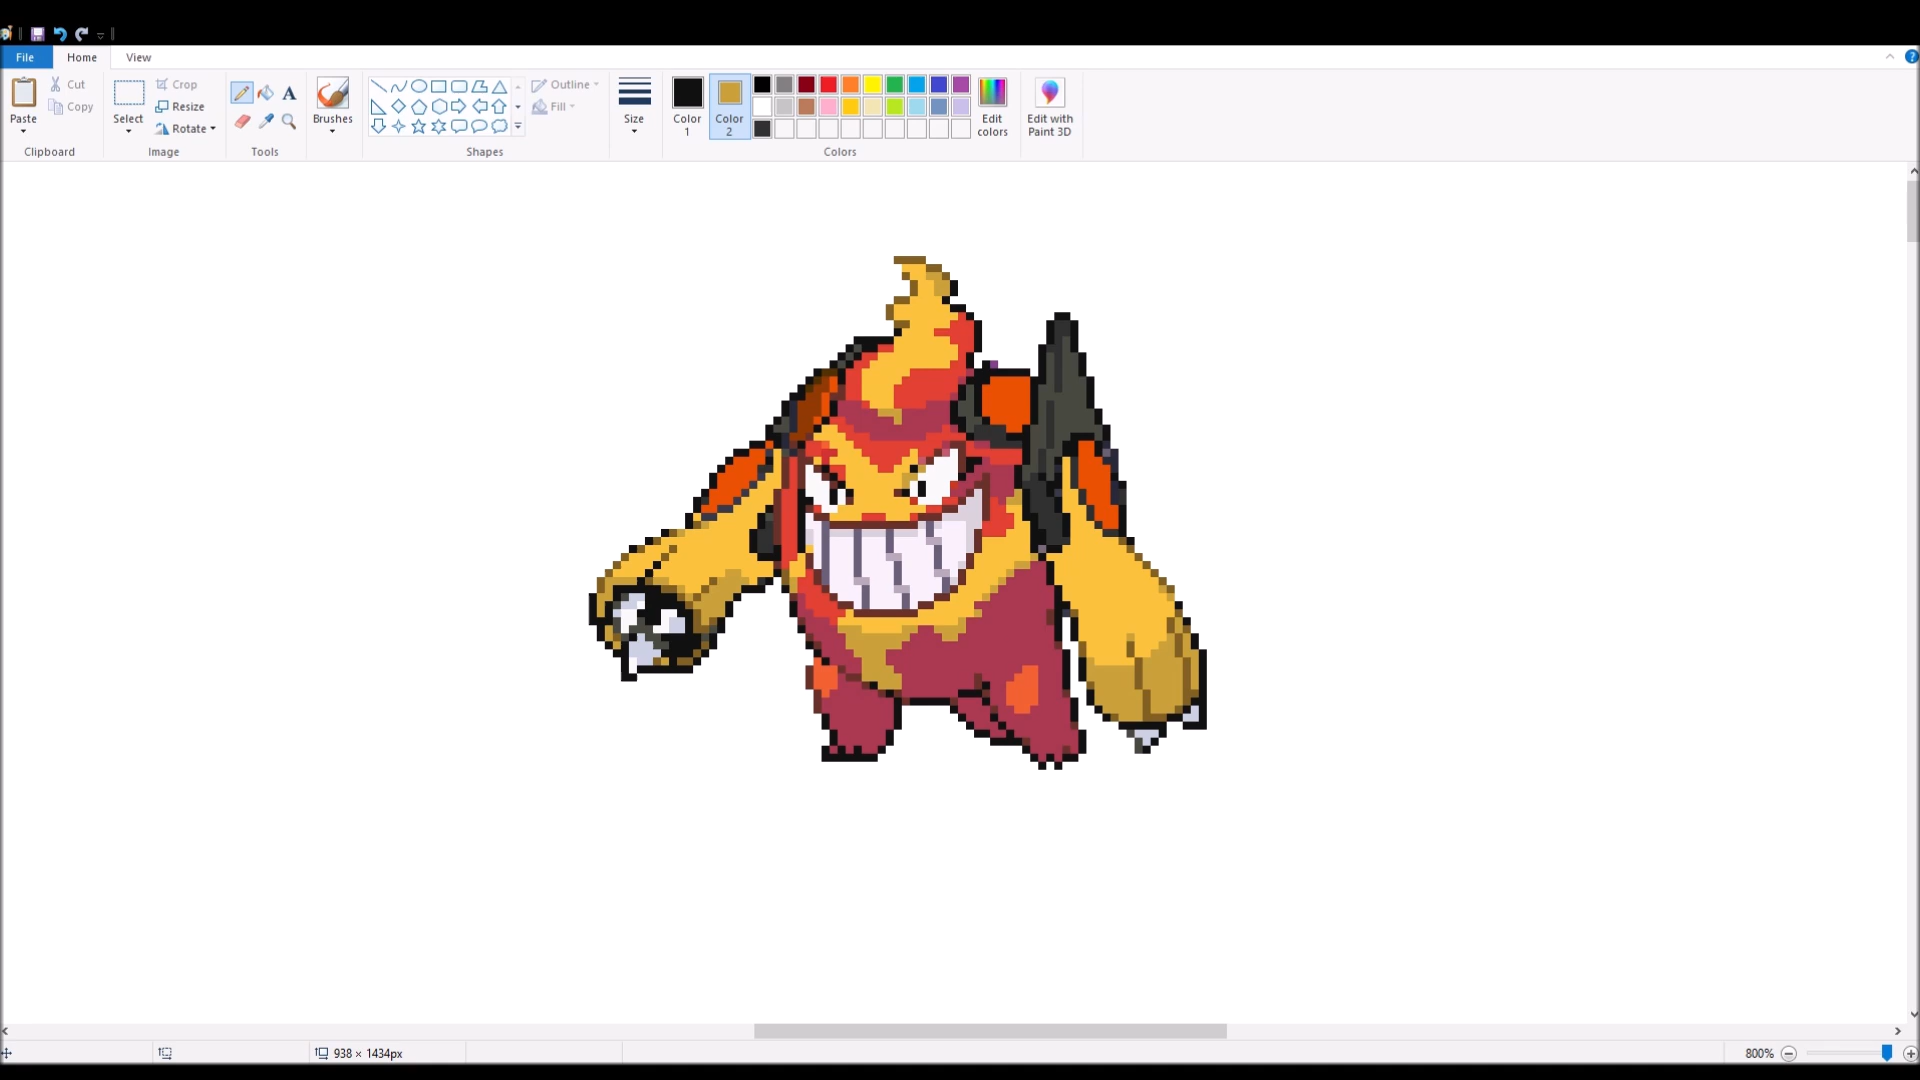 File Home View
Paste Cut Copy
Clipboard
Select Crop Resize Rotate
Image
A
Tools
Brushes
Shapes
Outline Fill
Size
Color 1
Color 2
Edit colors
Colors
Edit with Paint 3D
938 × 1434px
800%